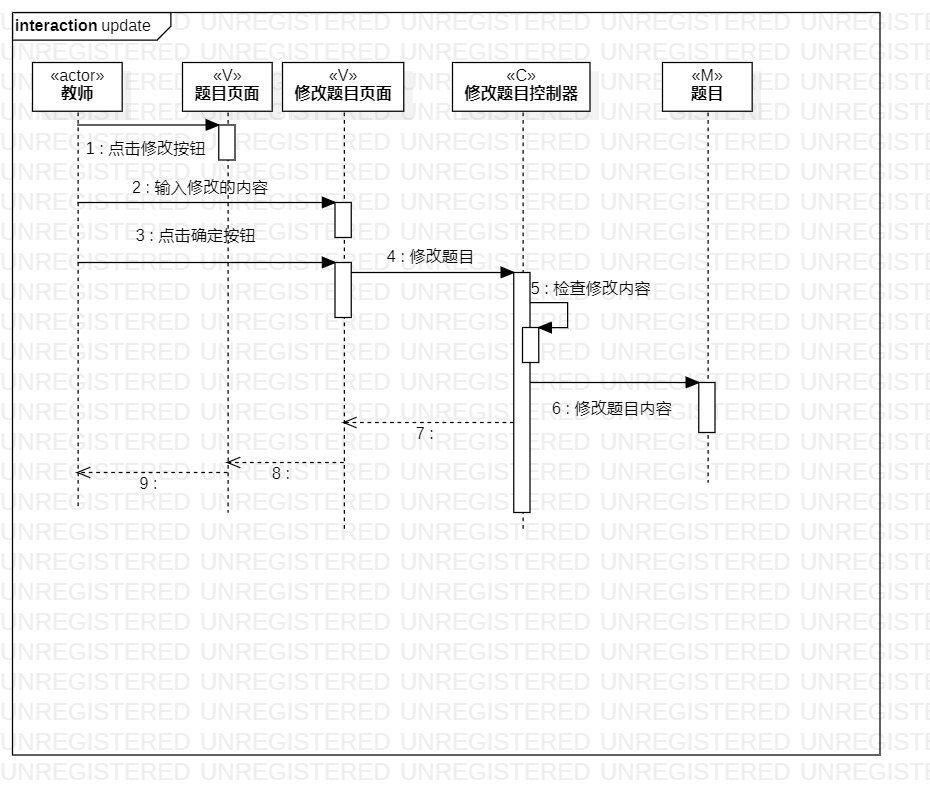 interaction update
«actor»
教师
«V»
题目页面
«V»
修改题目页面
«C»
修改题目控制器
«M»
题目
1 : 点击修改按钮
2 : 输入修改的内容
3 : 点击确定按钮
4 : 修改题目
5 : 检查修改内容
6 : 修改题目内容
7 :
8 :
9 :
UNREGISTERED UNREGISTERED UNREGISTERED UNREGISTERED UNREGISTE